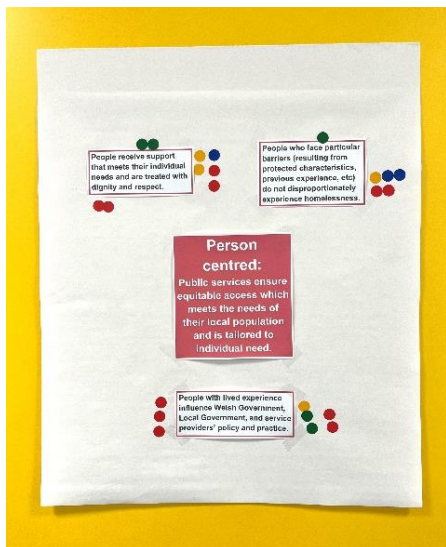 People receive support
that meets their individual
needs and are treated with
dignity and respect.
People who face particular
barriers (resulting from
protected characteristics,
previous experience, etc)
do not disproportionately
experience homelessness.
Person
centred:
Public services ensure
equitable access which
meets the needs of
their local population
and is tailored to
individual need.
People with lived experience
influence Welsh Government,
Local Government, and service
providers' policy and practice.